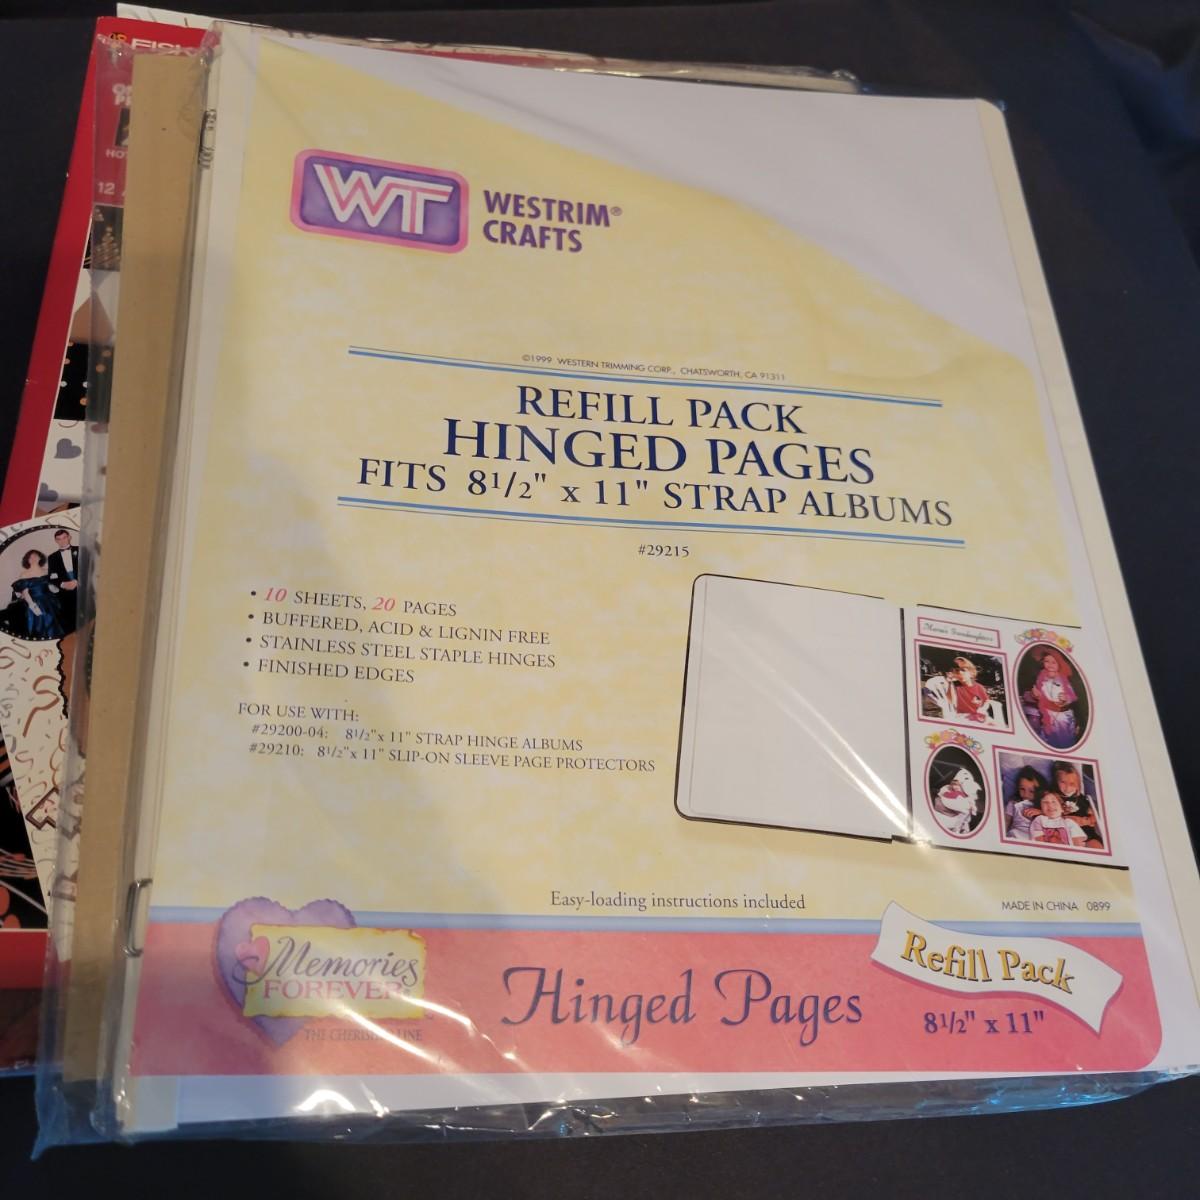 WT WESTRIM®
CRAFTS
©1999 WESTERN TRIMMING CORP., CHATSWORTH, CA 91311
REFILL PACK
HINGED PAGES
FITS 8 1/2" x 11" STRAP ALBUMS
#29215
• 10 SHEETS, 20 PAGES
• BUFFERED, ACID & LIGNIN FREE
• STAINLESS STEEL STAPLE HINGES
• FINISHED EDGES
FOR USE WITH:
#29200-04: 8 1/2"x 11" STRAP HINGE ALBUMS
#29210: 8 1/2"x 11" SLIP-ON SLEEVE PAGE PROTECTORS
Easy-loading instructions included
MADE IN CHINA 0899
Memories
FOREVER®
THE CHERISHED LINE
Hinged Pages
Refill Pack
8 1/2" x 11"
12